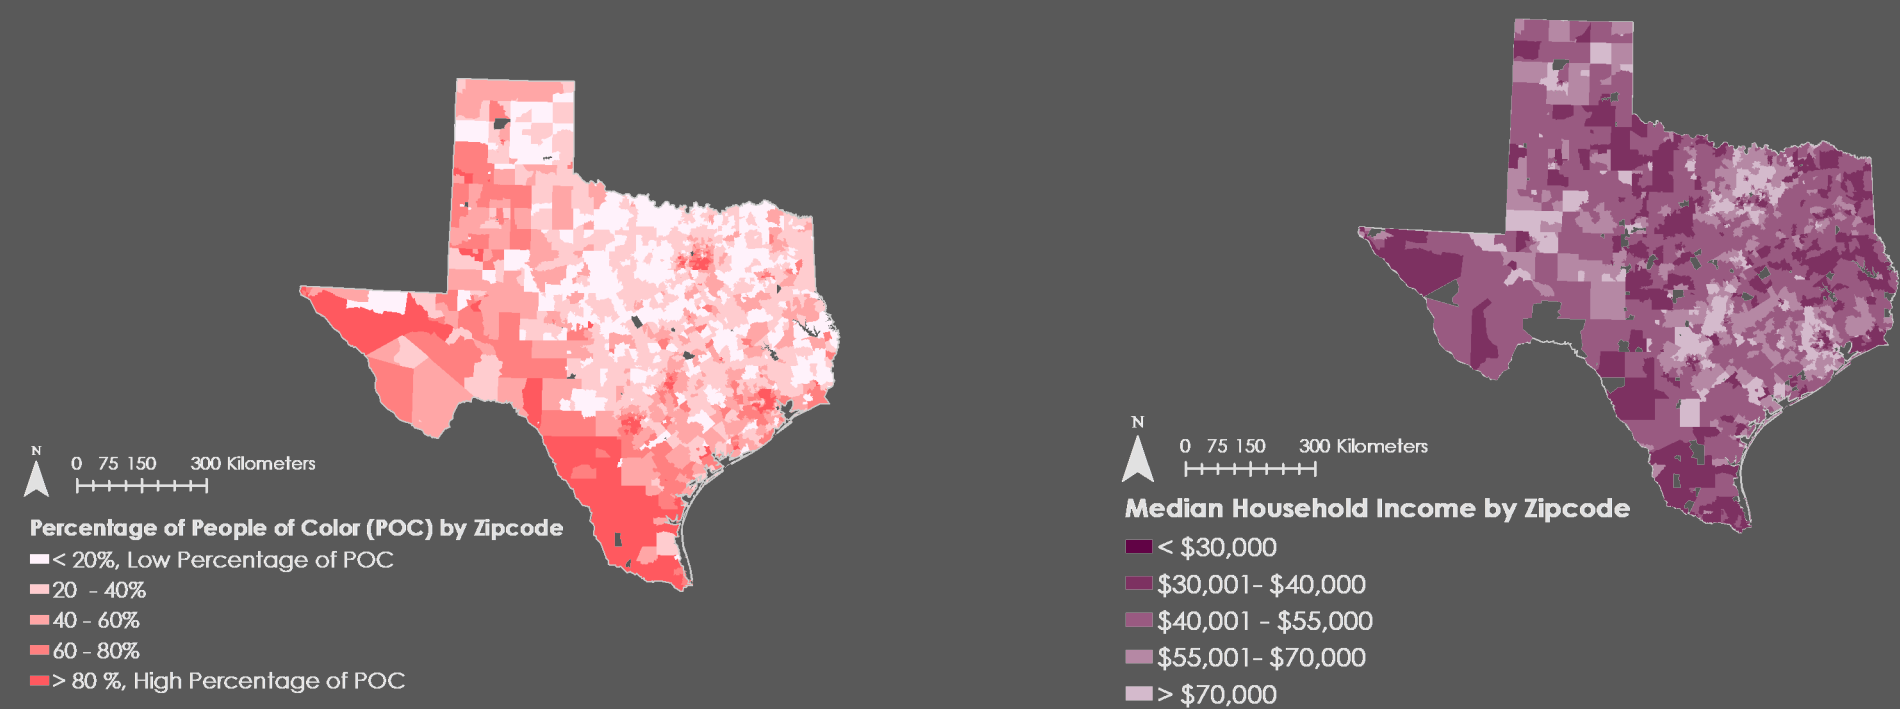 N
0 75 150 300 Kilometers
Percentage of People of Color (POC) by Zipcode
< 20%, Low Percentage of POC
20 - 40%
40 - 60%
60 - 80%
> 80 %, High Percentage of POC
N
0 75 150 300 Kilometers
Median Household Income by Zipcode
< $30,000
$30,001- $40,000
$40,001 - $55,000
$55,001- $70,000
> $70,000